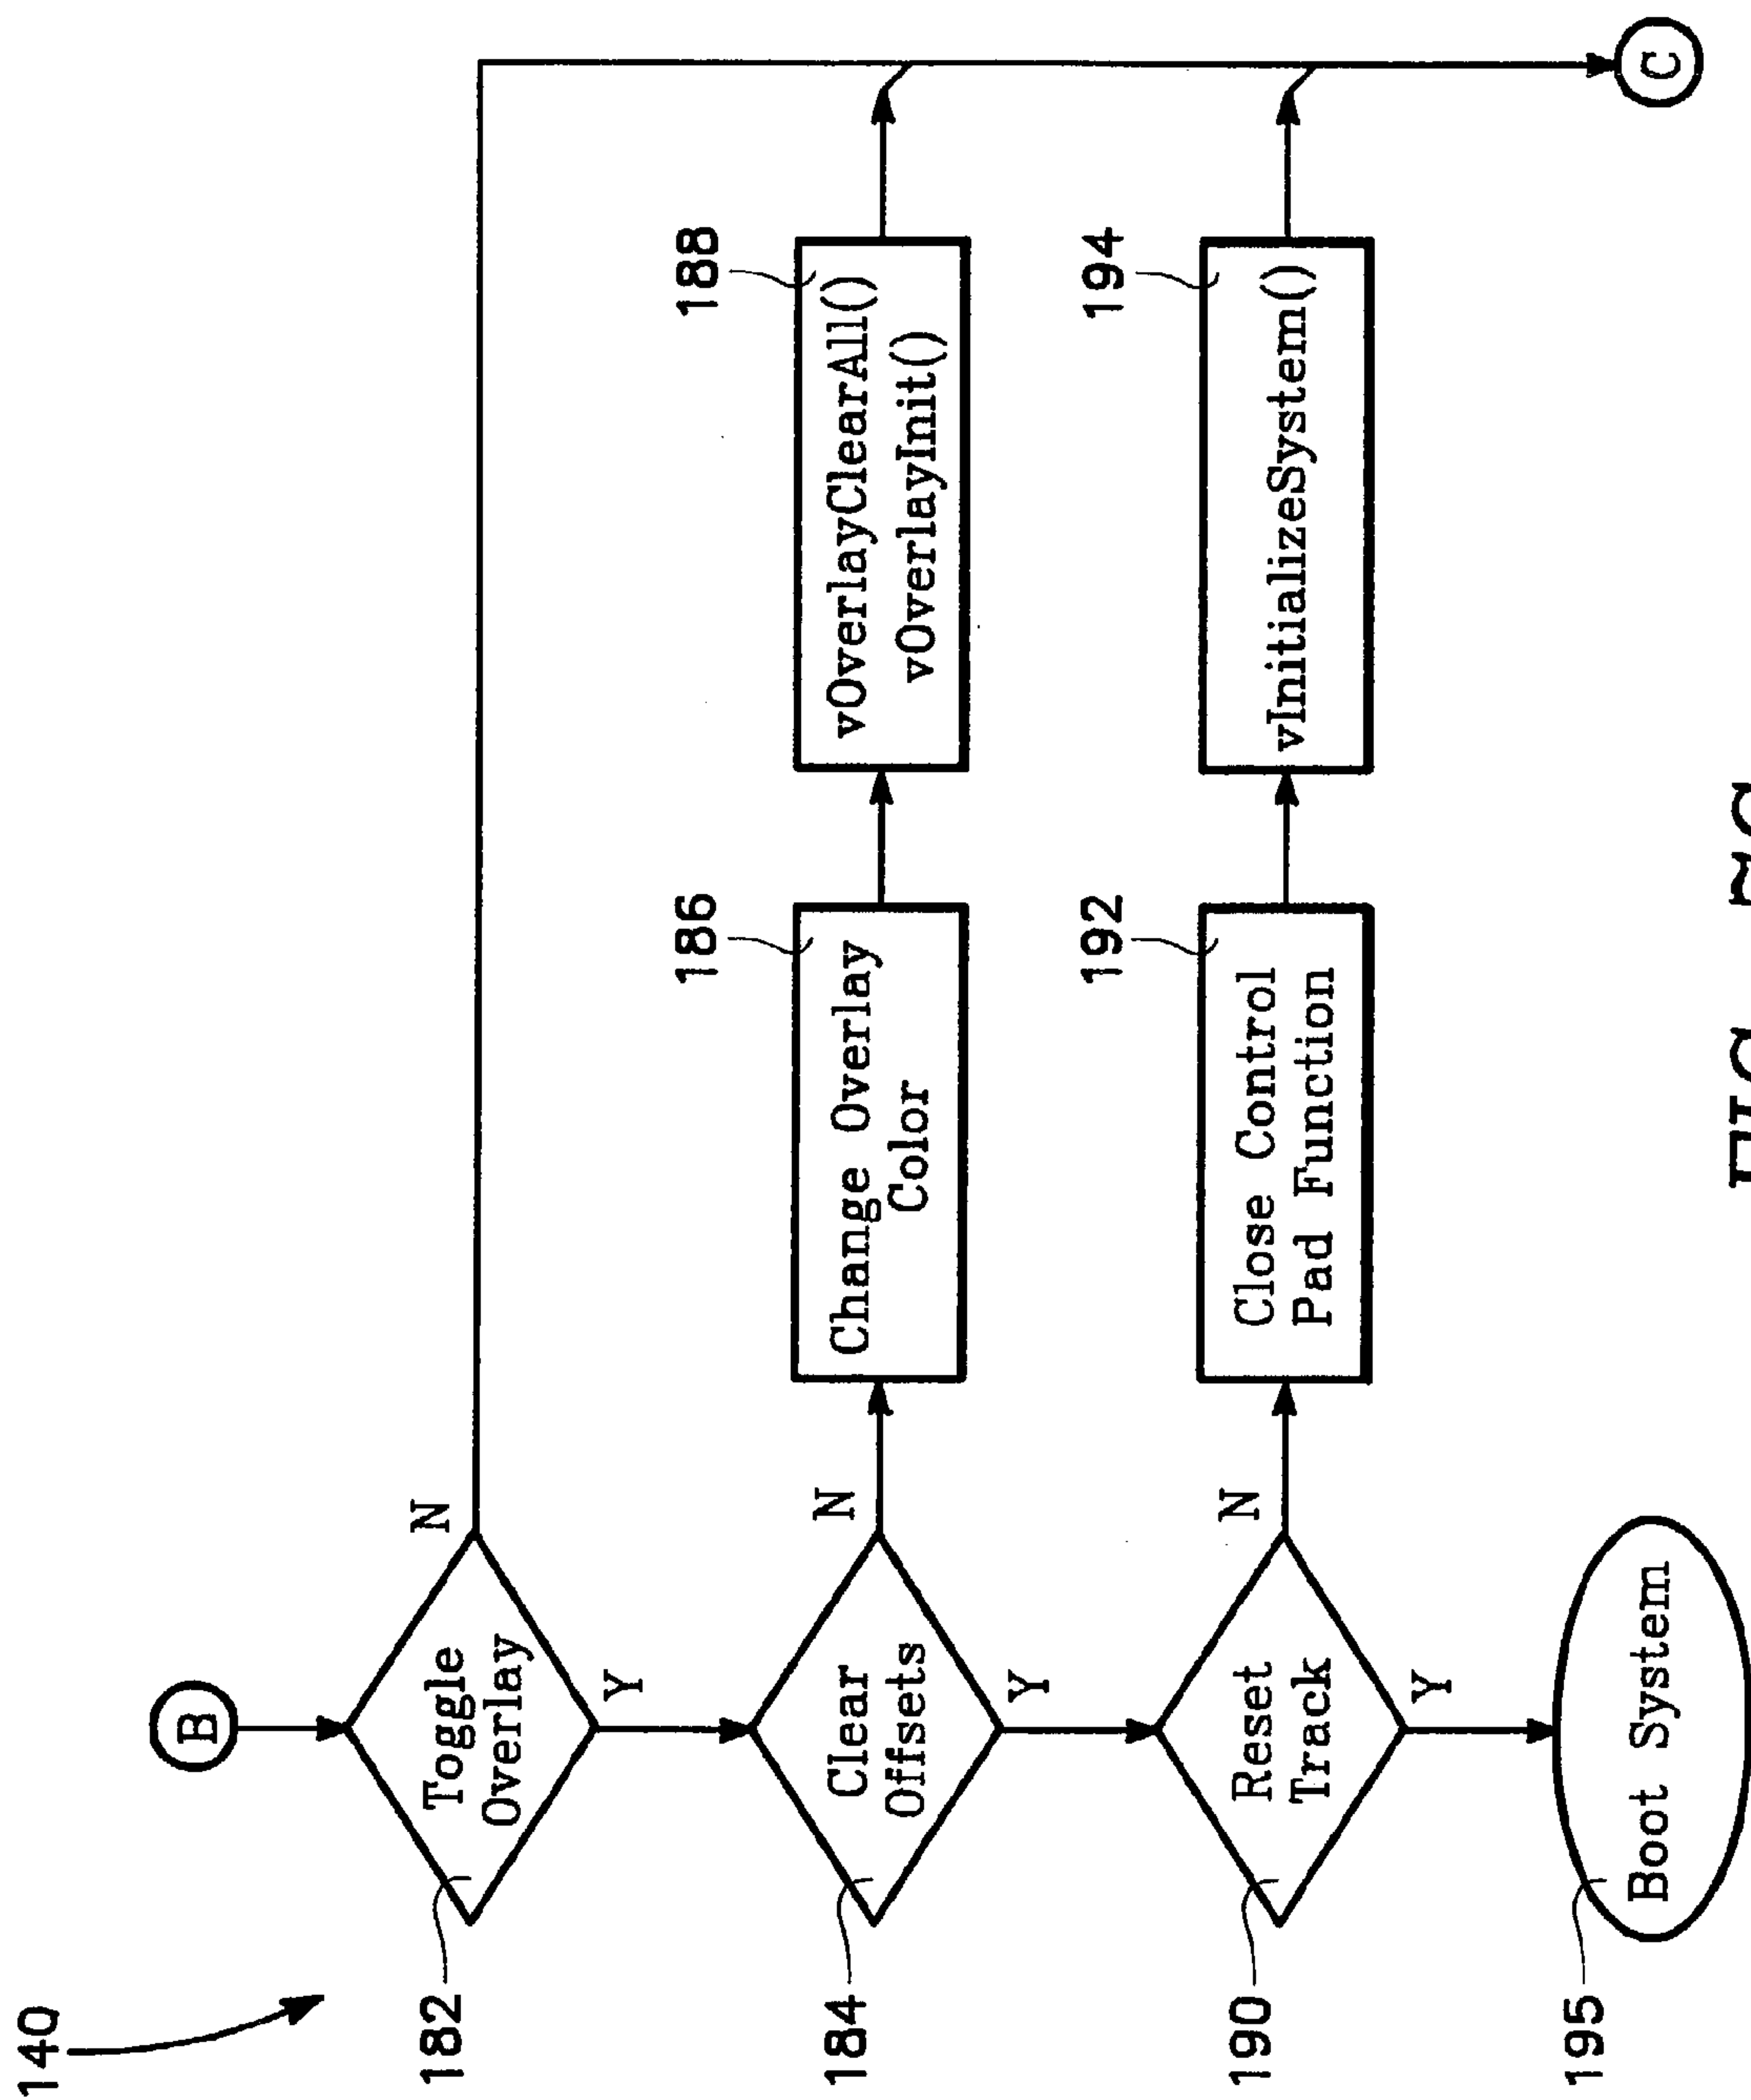 140
B
182
Toggle
Overlay
N
Y
184
Clear
Offsets
N
Y
186
Change Overlay
Color
188
vOverlayClearAll()
vOverlayInit()
190
Reset
Track
N
Y
192
Close Control
Pad Function
194
vInitializeSystem()
195
Boot System
C